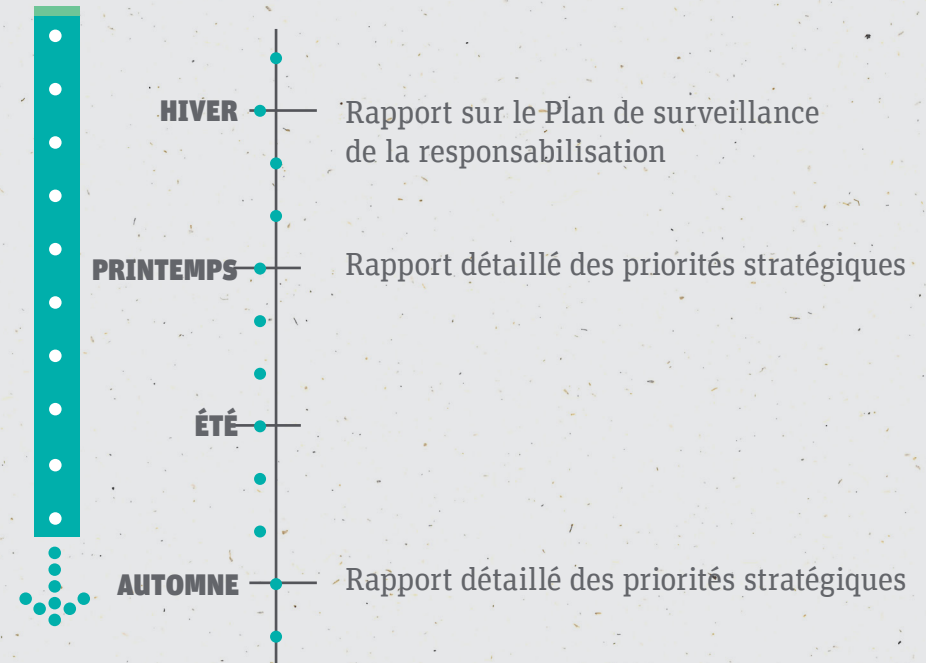 HIVER
Rapport sur le Plan de surveillance
de la responsabilisation
PRINTEMPS
Rapport détaillé des priorités stratégiques
ÉTÉ
AUTOMNE
Rapport détaillé des priorités stratégiques